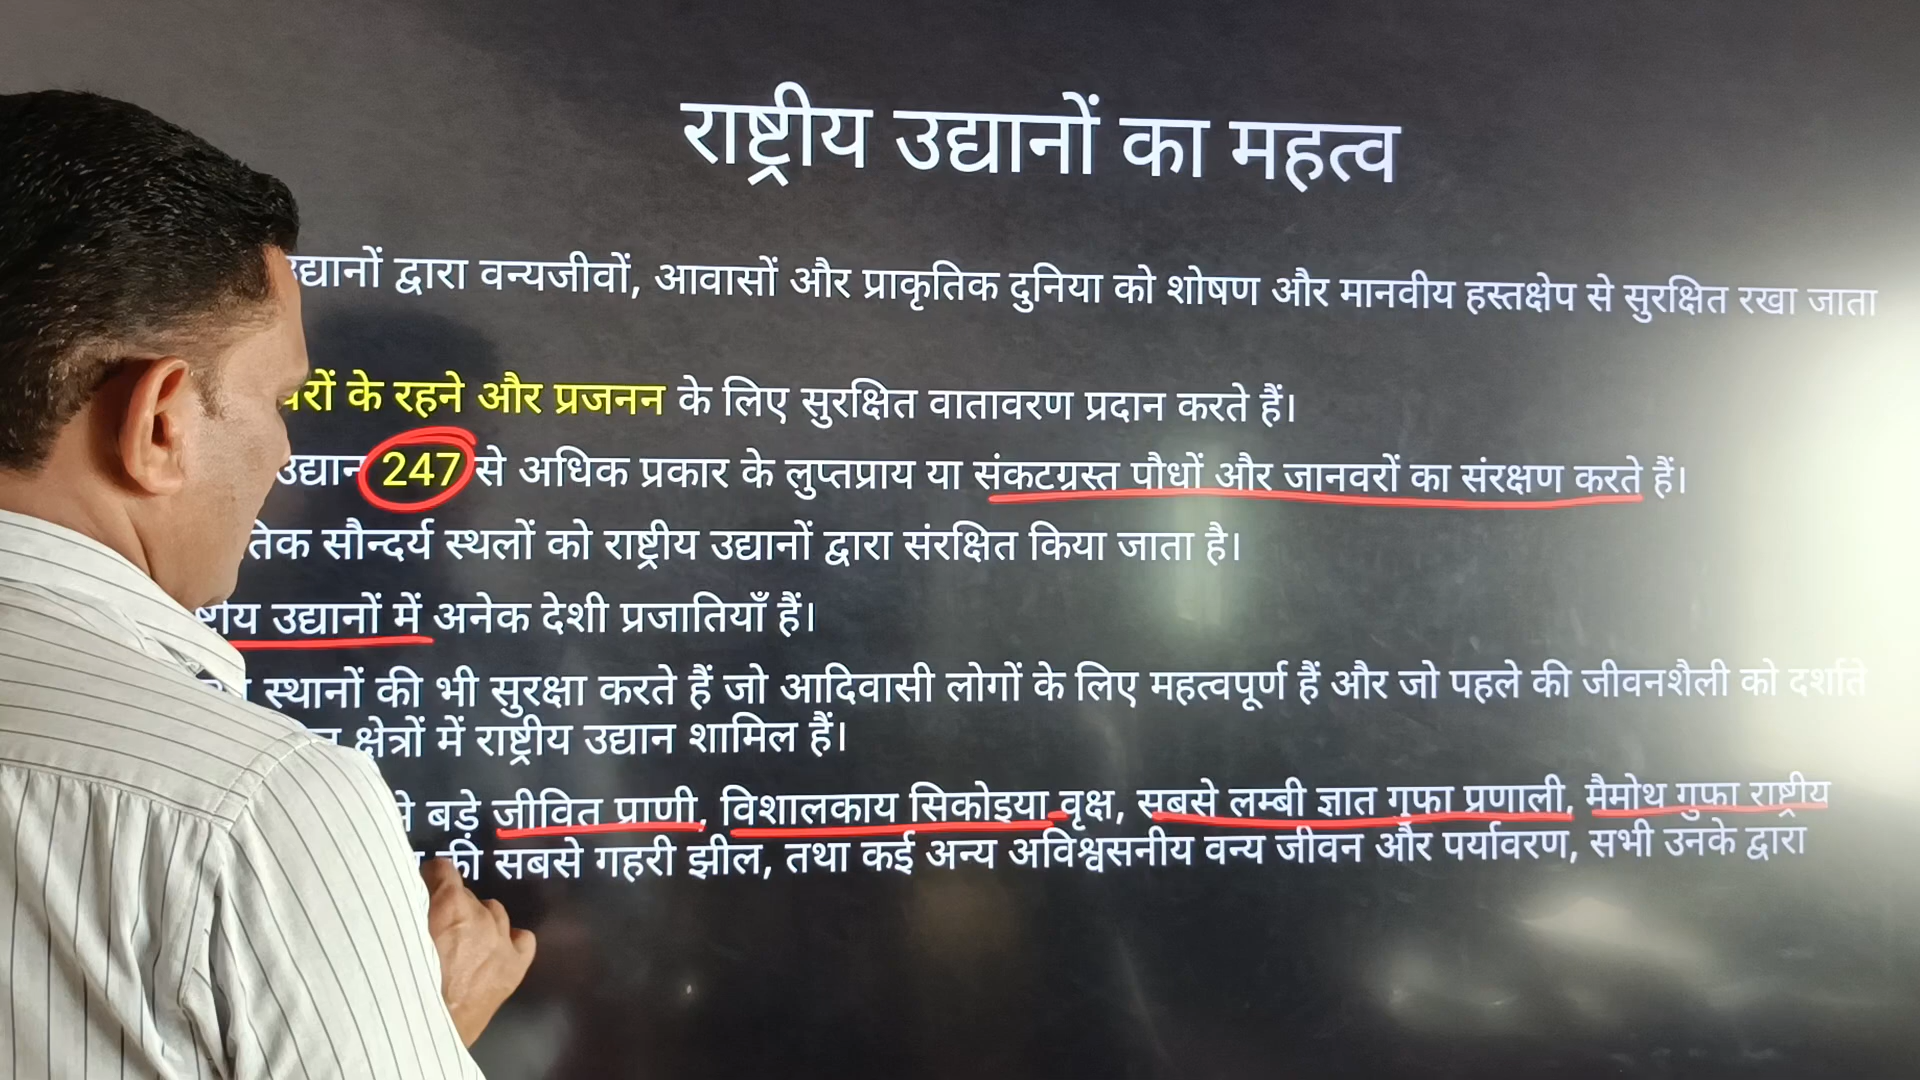 राष्ट्रीय उद्यानों का महत्व
उद्यानों द्वारा वन्यजीवों, आवासों और प्राकृतिक दुनिया को शोषण और मानवीय हस्तक्षेप से सुरक्षित रखा जाता
के रहने और प्रजनन के लिए सुरक्षित वातावरण प्रदान करते हैं।
उद्यान 247 से अधिक प्रकार के लुप्तप्राय या संकटग्रस्त पौधों और जानवरों का संरक्षण करते हैं।
सौन्दर्य स्थलों को राष्ट्रीय उद्यानों द्वारा संरक्षित किया जाता है।
उद्यानों में अनेक देशी प्रजातियाँ हैं।
स्थानों की भी सुरक्षा करते हैं जो आदिवासी लोगों के लिए महत्वपूर्ण हैं और जो पहले की जीवनशैली को दर्शाते
क्षेत्रों में राष्ट्रीय उद्यान शामिल हैं।
बड़े जीवित प्राणी, विशालकाय सिकोइया वृक्ष, सबसे लम्बी ज्ञात गुफा प्रणाली, मैमोथ गुफा राष्ट्रीय
की सबसे गहरी झील, तथा कई अन्य अविश्वसनीय वन्य जीवन और पर्यावरण, सभी उनके द्वारा